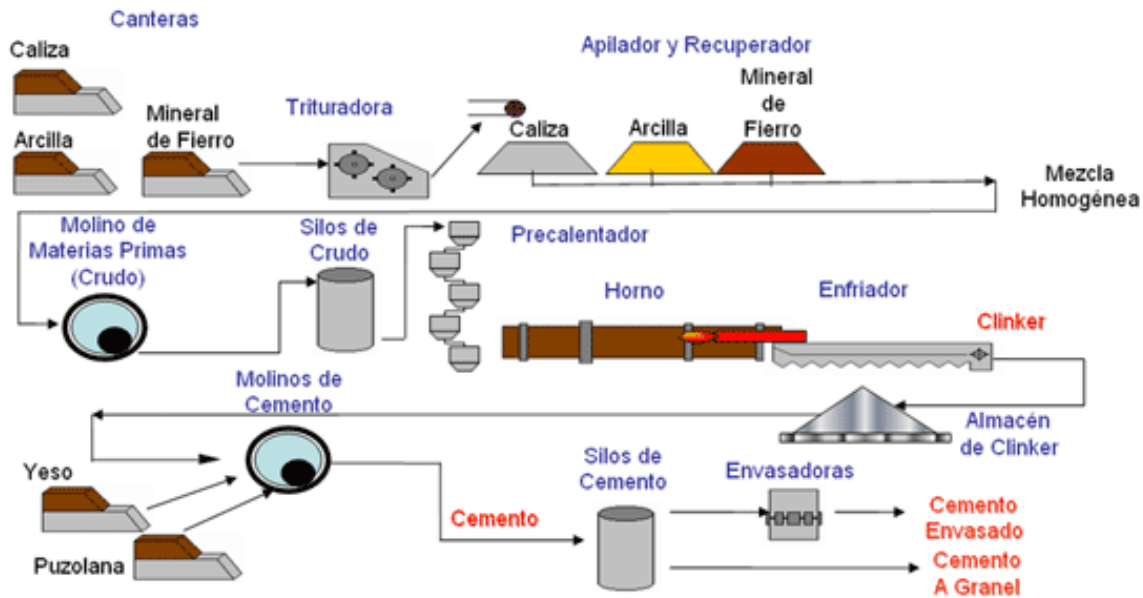 Canteras
Caliza
Apilador y Recuperador
Mineral
de
Fierro
Trituradora
Mineral
de Fierro
Arcilla
Caliza
Arcilla
Mezcla
Homogénea
Molino de
Materias Primas
(Crudo)
Silos de
Crudo
Precalentador
Horno
Enfriador
Clinker
Molinos de
Cemento
Almacén
de Clinker
Yeso
Silos de
Cemento
Envasadoras
Cemento
Cemento
Envasado
Puzolana
Cemento
A Granel